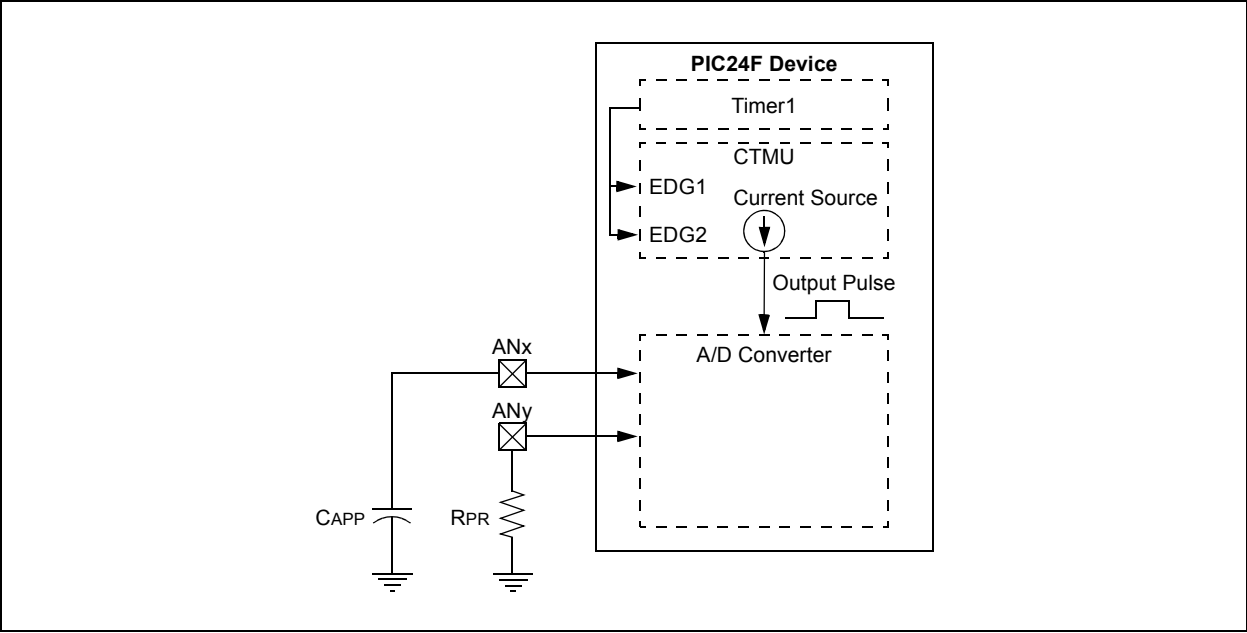 PIC24F Device
Timer1
CTMU
EDG1
Current Source
EDG2
Output Pulse
A/D Converter
ANx
ANy
CAPP
RPR